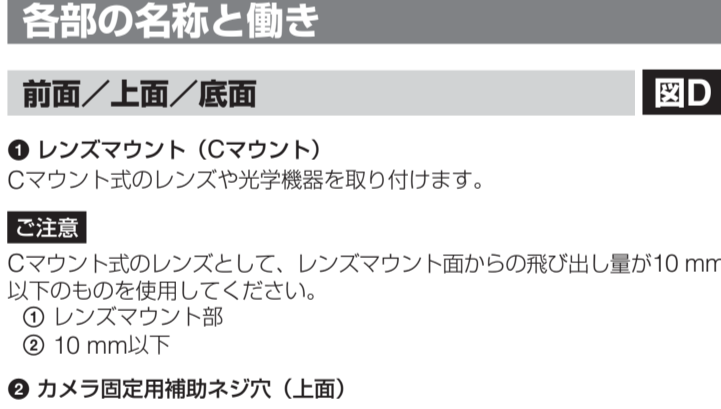 各部の名称と働き
前面／上面／底面 図D
❶ レンズマウント（Cマウント）
Cマウント式のレンズや光学機器を取り付けます。
ご注意
Cマウント式のレンズとして、レンズマウント面からの飛び出し量が10 mm
以下のものを使用してください。
① レンズマウント部
② 10 mm以下
❷ カメラ固定用補助ネジ穴（上面）